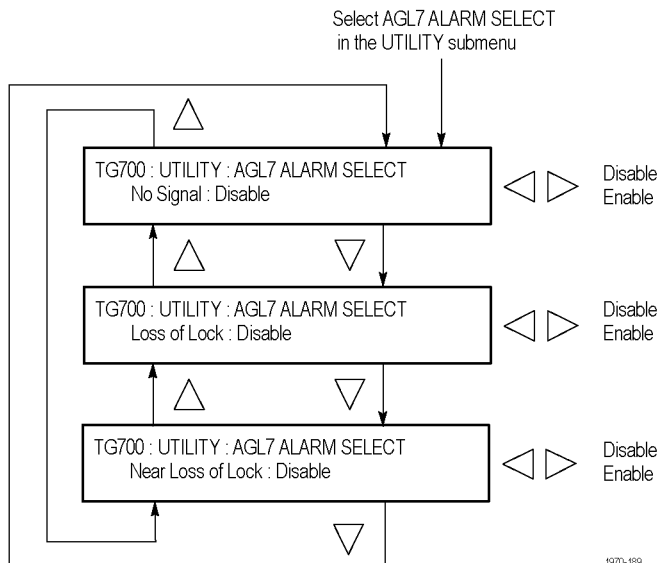 Select AGL7 ALARM SELECT
in the UTILITY submenu
TG700 : UTILITY : AGL7 ALARM SELECT
No Signal : Disable
Disable
Enable
TG700 : UTILITY : AGL7 ALARM SELECT
Loss of Lock : Disable
Disable
Enable
TG700 : UTILITY : AGL7 ALARM SELECT
Near Loss of Lock : Disable
Disable
Enable
1970-189